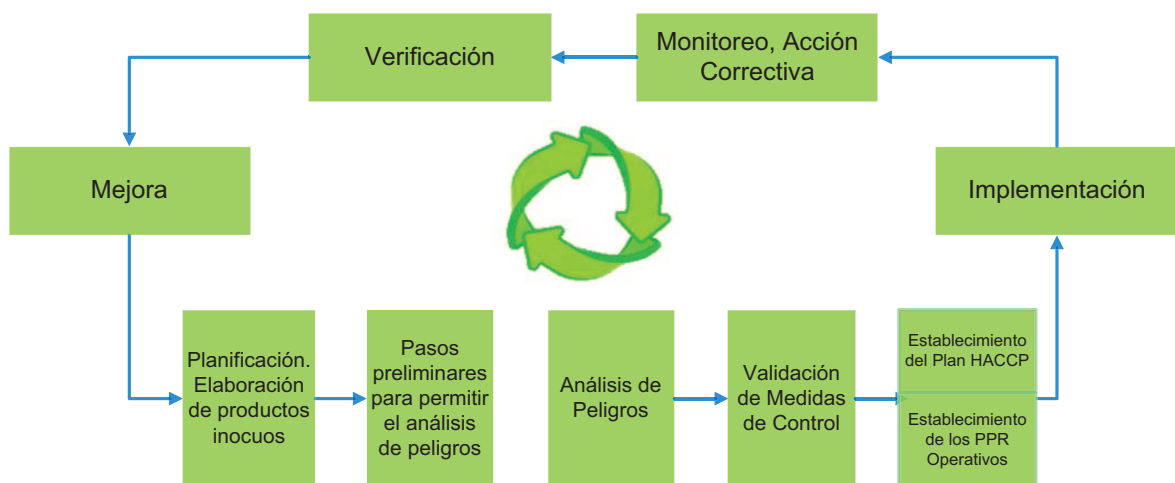 Verificación
Monitoreo, Acción
Correctiva
Mejora
Implementación
Planificación.
Elaboración
de productos
inocuos
Pasos
preliminares
para permitir
el análisis
de peligros
Análisis de
Peligros
Validación
de Medidas
de Control
Establecimiento
del Plan HACCP
Establecimiento
de los PPR
Operativos